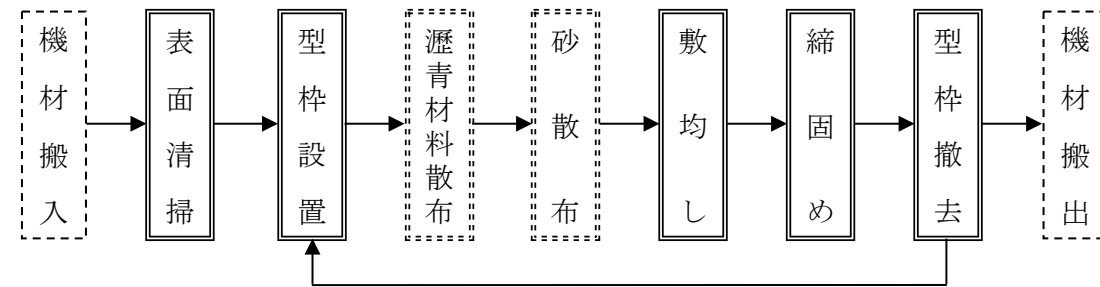 機材搬入
表面清掃
型枠設置
瀝青材料散布
砂散布
敷均し
締固め
型枠撤去
機材搬出